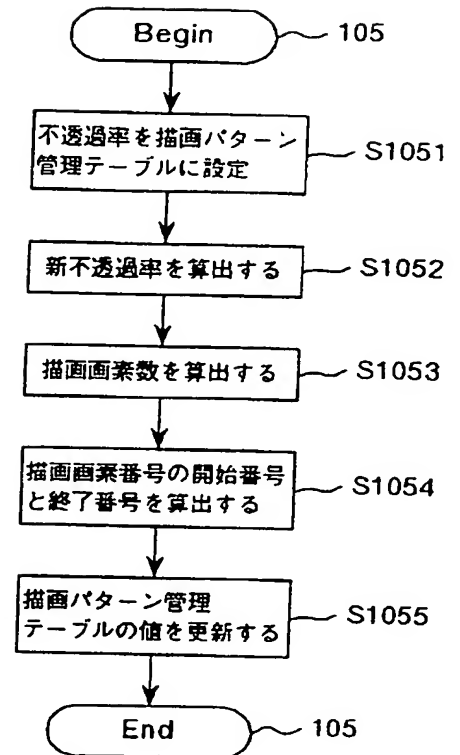 Begin 105
不透過率を描画パターン
管理テーブルに設定 S1051
新不透過率を算出する S1052
描画画素数を算出する S1053
描画画素番号の開始番号
と終了番号を算出する S1054
描画パターン管理
テーブルの値を更新する S1055
End 105